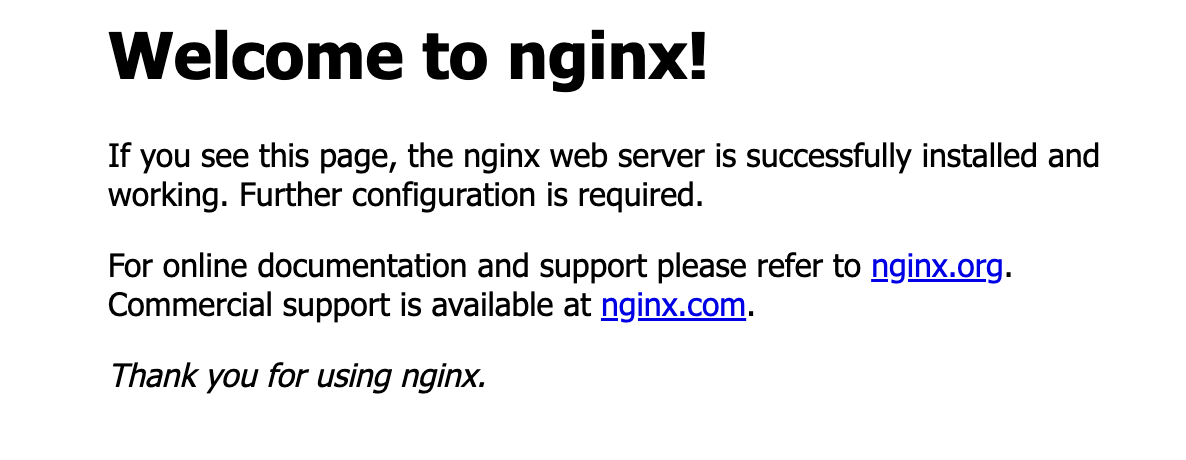 Welcome to nginx!
If you see this page, the nginx web server is successfully installed and
working. Further configuration is required.
For online documentation and support please refer to nginx.org.
Commercial support is available at nginx.com.
Thank you for using nginx.